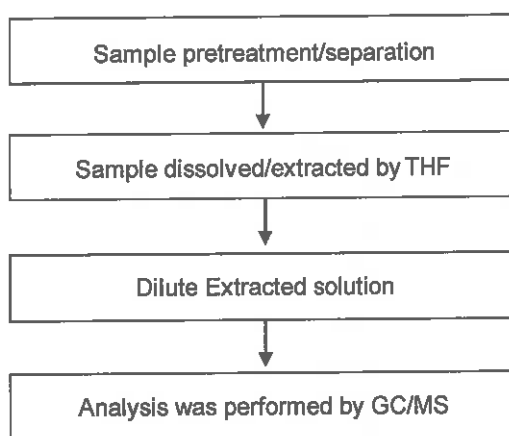 Sample pretreatment/separation
Sample dissolved/extracted by THF
Dilute Extracted solution
Analysis was performed by GC/MS